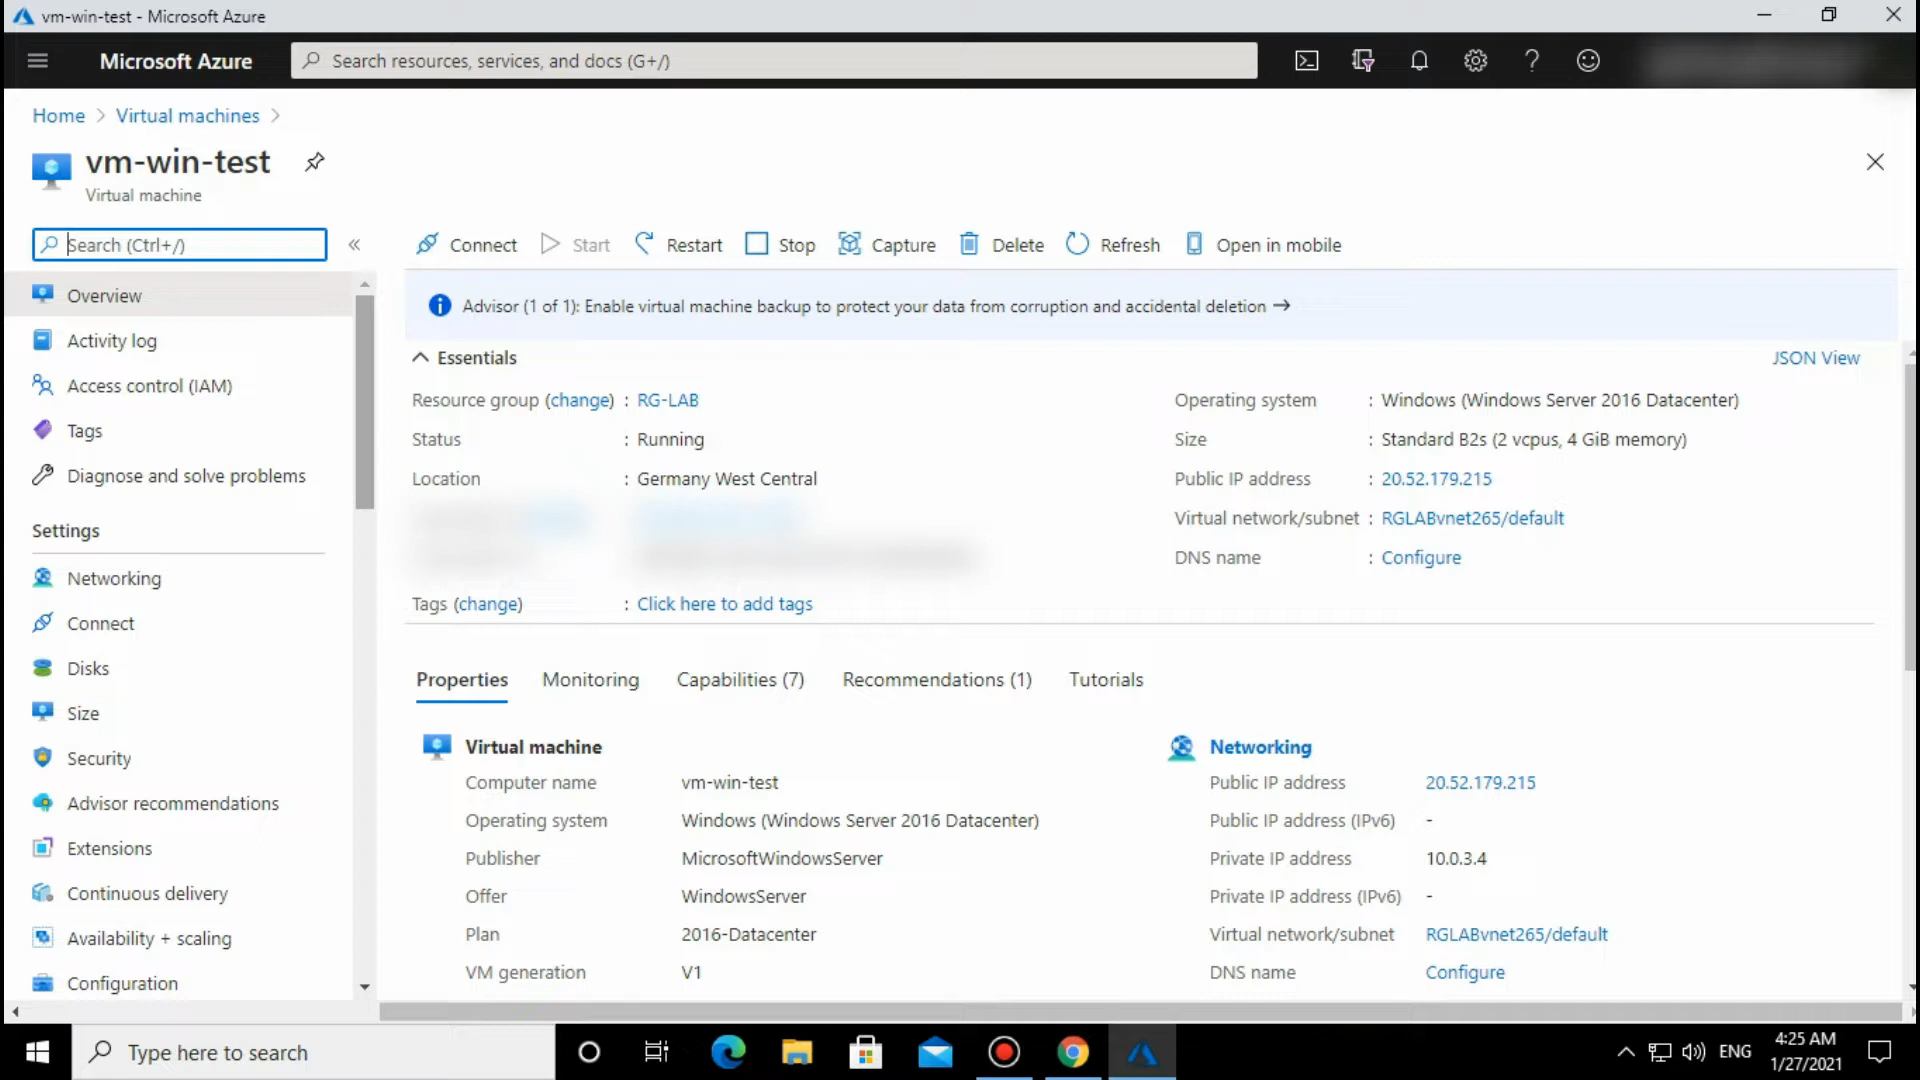 vm-win-test - Microsoft Azure
Microsoft Azure
Search resources, services, and docs (G+/)
Home > Virtual machines >
vm-win-test
Virtual machine
Search (Ctrl+/)
«
Connect
Start
Restart
Stop
Capture
Delete
Refresh
Open in mobile
Overview
Activity log
Access control (IAM)
Tags
Diagnose and solve problems
Settings
Networking
Connect
Disks
Size
Security
Advisor recommendations
Extensions
Continuous delivery
Availability + scaling
Configuration
Advisor (1 of 1): Enable virtual machine backup to protect your data from corruption and accidental deletion →
Essentials
JSON View
Resource group (change) : RG-LAB
Status : Running
Location : Germany West Central
Tags (change) : Click here to add tags
Operating system : Windows (Windows Server 2016 Datacenter)
Size : Standard B2s (2 vcpus, 4 GiB memory)
Public IP address : 20.52.179.215
Virtual network/subnet : RGLABvnet265/default
DNS name : Configure
Properties
Monitoring
Capabilities (7)
Recommendations (1)
Tutorials
Virtual machine
Computer name vm-win-test
Operating system Windows (Windows Server 2016 Datacenter)
Publisher MicrosoftWindowsServer
Offer WindowsServer
Plan 2016-Datacenter
VM generation V1
Networking
Public IP address 20.52.179.215
Public IP address (IPv6) -
Private IP address 10.0.3.4
Private IP address (IPv6) -
Virtual network/subnet RGLABvnet265/default
DNS name Configure
Type here to search
ENG
4:25 AM
1/27/2021